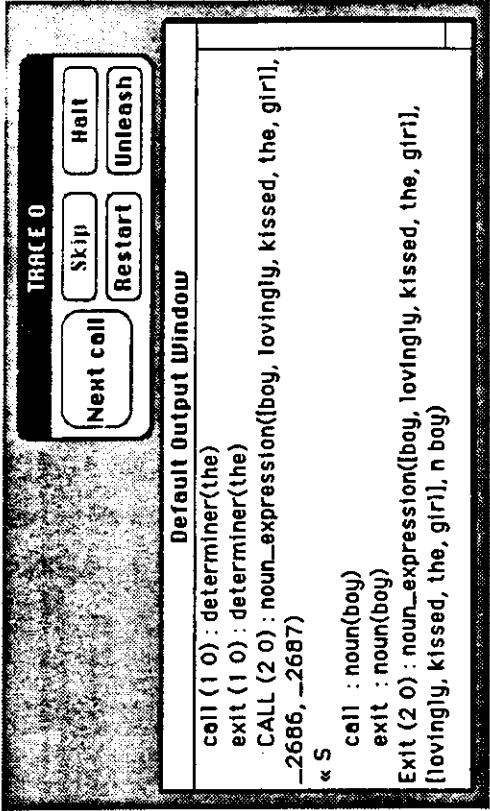 TRACE 0
Next call
Skip
Halt
Restart
Unleash
Default Output Window
call (1 0) : determiner(the)
exit (1 0) : determiner(the)
CALL (2 0) : noun_expression([boy, lovingly, kissed, the, girl],
_2686, _2687)
« S
call : noun(boy)
exit : noun(boy)
Exit (2 0) : noun_expression([boy, lovingly, kissed, the, girl],
[lovingly, kissed, the, girl], n boy)